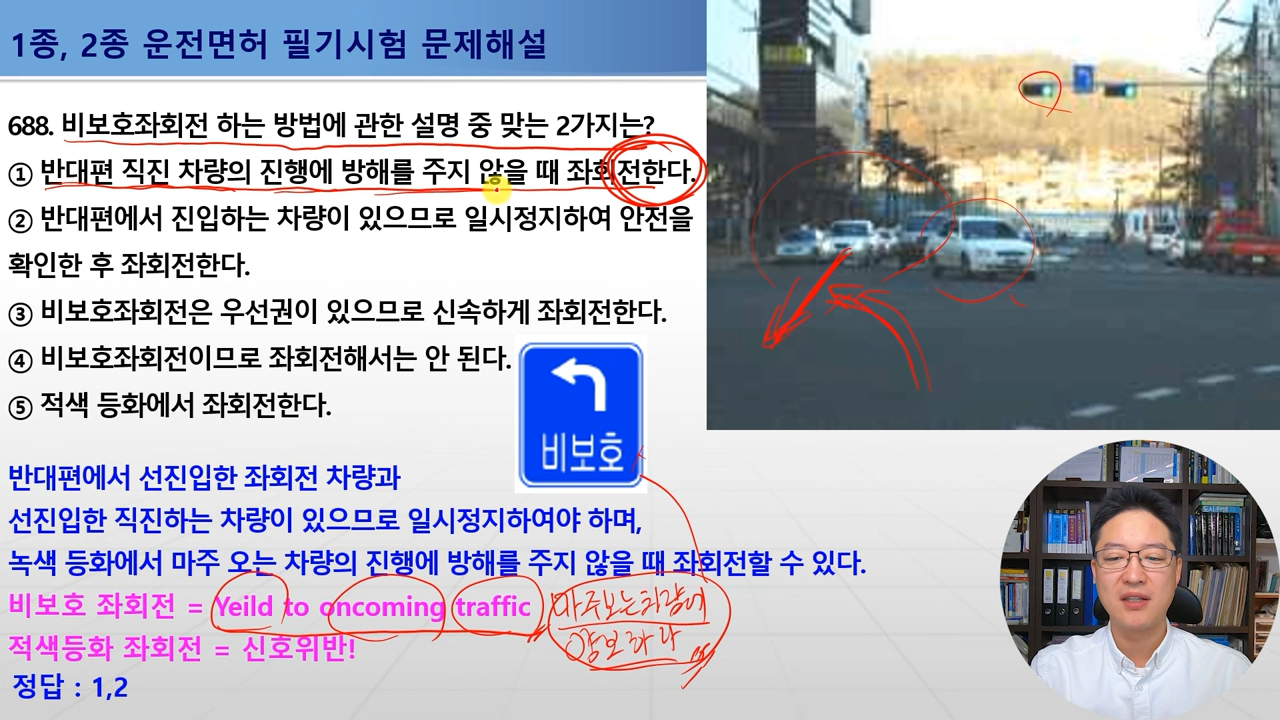 1종, 2종 운전면허 필기시험 문제해설
688. 비보호좌회전 하는 방법에 관한 설명 중 맞는 2가지는?
① 반대편 직진 차량의 진행에 방해를 주지 않을 때 좌회전한다.
② 반대편에서 진입하는 차량이 있으므로 일시정지하여 안전을
확인한 후 좌회전한다.
③ 비보호좌회전은 우선권이 있으므로 신속하게 좌회전한다.
④ 비보호좌회전이므로 좌회전해서는 안 된다.
⑤ 적색 등화에서 좌회전한다.
비보호
반대편에서 선진입한 좌회전 차량과
선진입한 직진하는 차량이 있으므로 일시정지하여야 하며,
녹색 등화에서 마주 오는 차량의 진행에 방해를 주지 않을 때 좌회전할 수 있다.
비보호 좌회전 = Yeild to oncoming traffic
마주보는차량에
양보하라
적색등화 좌회전 = 신호위반!
정답 : 1,2